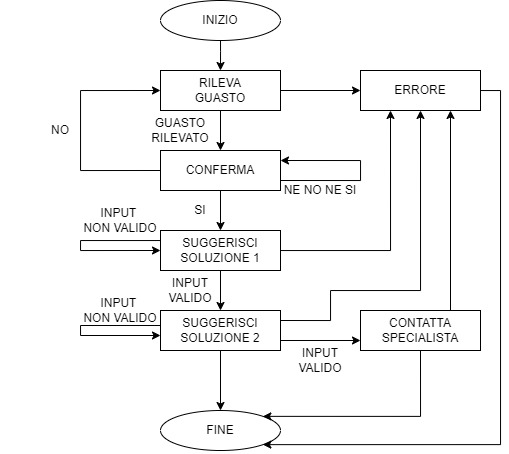 INIZIO
RILEVA
GUASTO
ERRORE
NO
GUASTO
RILEVATO
CONFERMA
NE NO NE SI
SI
INPUT
NON VALIDO
SUGGERISCI
SOLUZIONE 1
INPUT
VALIDO
INPUT
NON VALIDO
SUGGERISCI
SOLUZIONE 2
CONTATTA
SPECIALISTA
INPUT
VALIDO
FINE